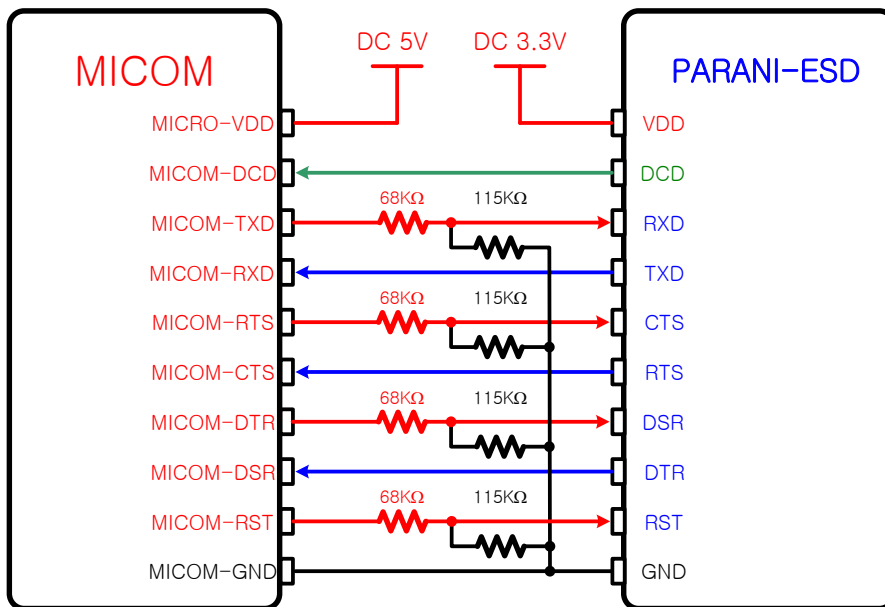 DC 5V DC 3.3V
MICOM PARANI-ESD
MICRO-VDD VDD
MICOM-DCD DCD
68KΩ 115KΩ
MICOM-TXD RXD
MICOM-RXD TXD
68KΩ 115KΩ
MICOM-RTS CTS
MICOM-CTS RTS
68KΩ 115KΩ
MICOM-DTR DSR
MICOM-DSR DTR
68KΩ 115KΩ
MICOM-RST RST
MICOM-GND GND